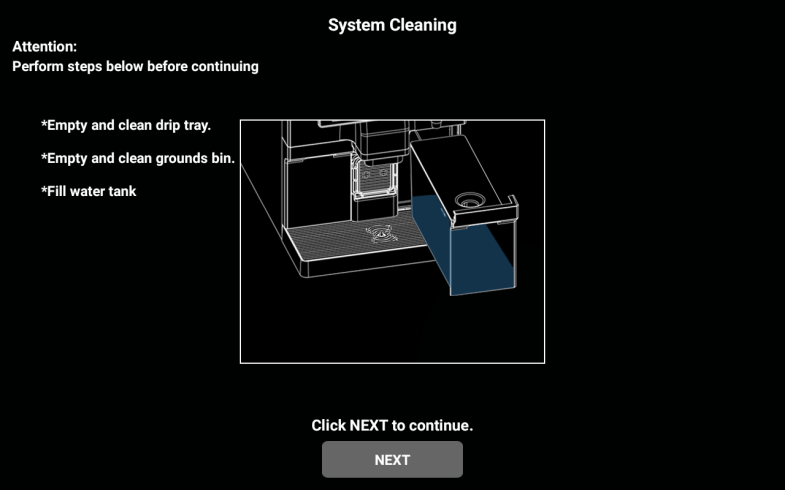 System Cleaning
Attention:
Perform steps below before continuing
*Empty and clean drip tray.
*Empty and clean grounds bin.
*Fill water tank
Click NEXT to continue.
NEXT